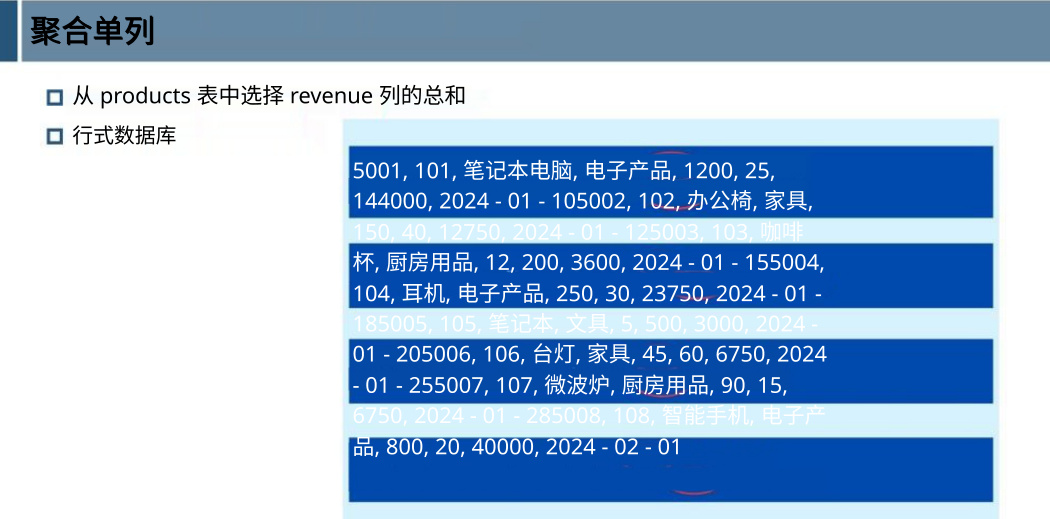 聚合单列
从 products 表中选择 revenue 列的总和
行式数据库
5001, 101, 笔记本电脑, 电子产品, 1200, 25,
144000, 2024 - 01 - 105002, 102, 办公椅, 家具,
150, 40, 12750, 2024 - 01 - 125003, 103, 咖啡
杯, 厨房用品, 12, 200, 3600, 2024 - 01 - 155004,
104, 耳机, 电子产品, 250, 30, 23750, 2024 - 01 -
185005, 105, 笔记本, 文具, 5, 500, 3000, 2024 -
01 - 205006, 106, 台灯, 家具, 45, 60, 6750, 2024
- 01 - 255007, 107, 微波炉, 厨房用品, 90, 15,
6750, 2024 - 01 - 285008, 108, 智能手机, 电子产
品, 800, 20, 40000, 2024 - 02 - 01